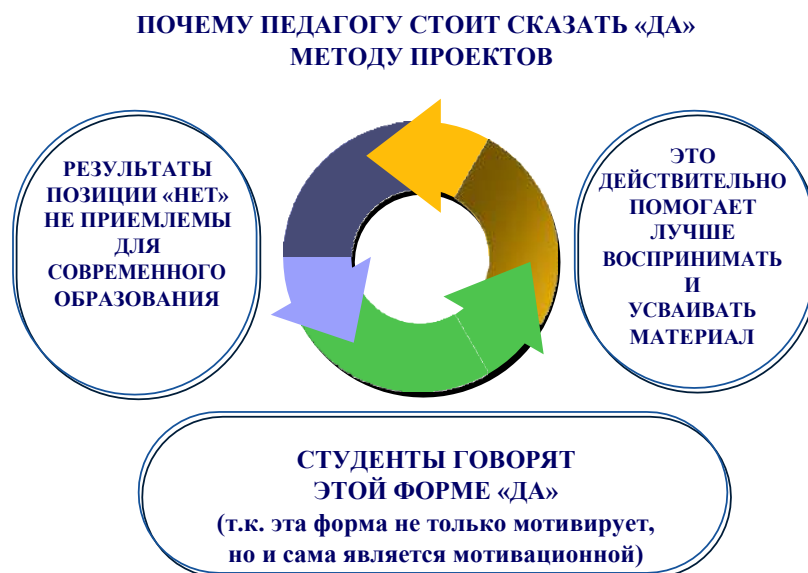 ПОЧЕМУ ПЕДАГОГУ СТОИТ СКАЗАТЬ «ДА»
МЕТОДУ ПРОЕКТОВ
РЕЗУЛЬТАТЫ
ПОЗИЦИИ «НЕТ»
НЕ ПРИЕМЛЕМЫ
ДЛЯ
СОВРЕМЕННОГО
ОБРАЗОВАНИЯ
ЭТО
ДЕЙСТВИТЕЛЬНО
ПОМОГАЕТ
ЛУЧШЕ
ВОСПРИНИМАТЬ
И
УСВАИВАТЬ
МАТЕРИАЛ
СТУДЕНТЫ ГОВОРЯТ
ЭТОЙ ФОРМЕ «ДА»
(т.к. эта форма не только мотивирует,
но и сама является мотивационной)